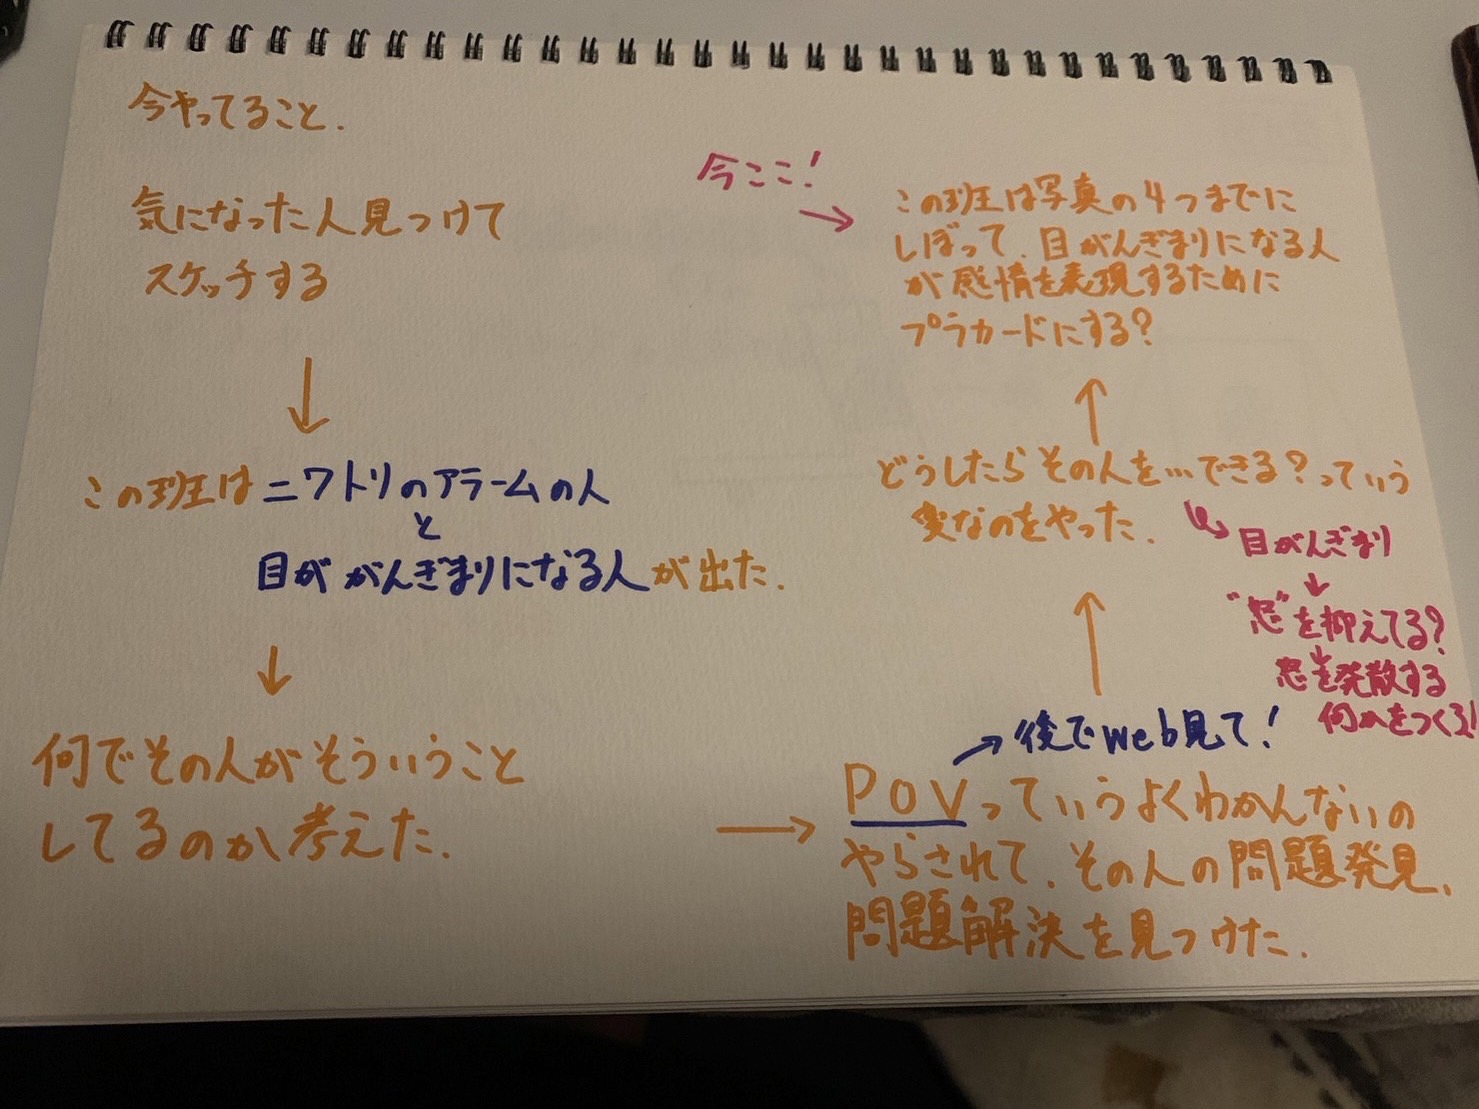 今やってること.
気になった人見つけて
スケッチする
この班はニワトリのアラームの人
と
目ががんぎまりになる人が出た.
何でその人がそういうこと
してるのか考えた.
→後でweb見て!
POVっていうよくわかんないの
やらされて、その人の問題発見、
問題解決を見つけた.
どうしたらその人を…できる?っていう
変なのをやった.
目がんぎまり
"怒"を抑えてる?
怒を発散する
何かをつくる!
今ここ!
この班は写真の4つまでに
しぼって、目がんぎまりになる人
が感情を表現するために
プラカードにする?